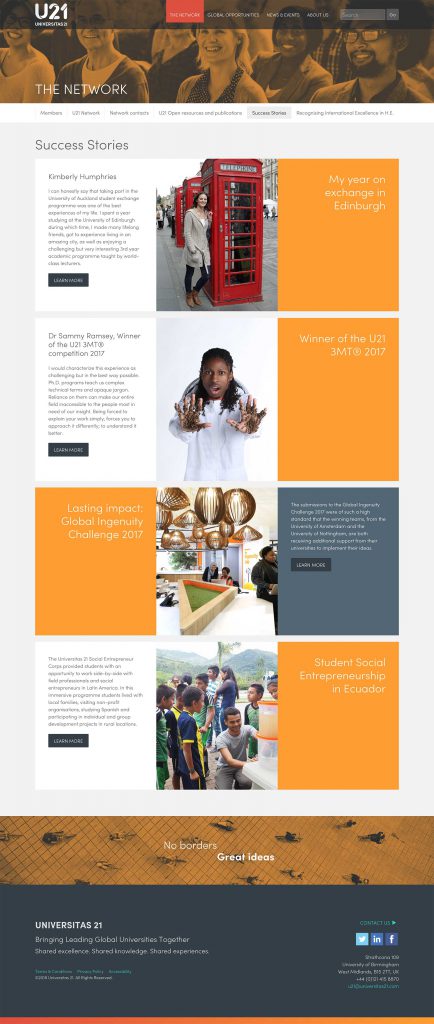 U21
UNIVERSITAS 21
THE NETWORK
GLOBAL OPPORTUNITIES
NEWS & EVENTS
ABOUT US
Search
Go
THE NETWORK
Members
U21 Network
Network contacts
U21 Open resources and publications
Success Stories
Recognising International Excellence in H.E.
Success Stories
Kimberly Humphries
I can honestly say that taking part in the
University of Auckland student exchange
programme was one of the best
experiences of my life. I spent a year
studying at the University of Edinburgh
during which time, I made many lifelong
friends, got to experience living in an
amazing city, as well as enjoying a
challenging but very interesting 3rd year
academic programme taught by world-
class lecturers.
LEARN MORE
TELEPHONE
My year on
exchange in
Edinburgh
Dr Sammy Ramsey, Winner
of the U21 3MT®
competition 2017
I would characterize this experience as
challenging but in the best way possible.
Ph.D. programs teach us complex
technical terms and opaque jargon.
Reliance on them can make our entire
field inaccessible to the people most in
need of our insight. Being forced to
explain your work simply, forces you to
approach it differently; to understand it
better.
LEARN MORE
Winner of the U21
3MT® 2017
Lasting impact:
Global Ingenuity
Challenge 2017
The submissions to the Global Ingenuity
Challenge 2017 were of such a high
standard that the winning teams, from the
University of Amsterdam and the
University of Nottingham, are both
receiving additional support from their
universities to implement their ideas.
LEARN MORE
The Universitas 21 Social Entrepreneur
Corps provided students with an
opportunity to work side-by-side with
field professionals and social
entrepreneurs in Latin America. In this
immersive programme students lived with
local families, visiting non-profit
organisations, studying Spanish and
participating in individual and group
development projects in rural locations.
LEARN MORE
Student Social
Entrepreneurship
in Ecuador
No borders
Great ideas
UNIVERSITAS 21
Bringing Leading Global Universities Together
Shared excellence. Shared knowledge. Shared experiences.
Terms & Conditions
Privacy Policy
Accessibility
©2018 Universitas 21. All Rights Reserved.
CONTACT US
Strathcona 109
University of Birmingham
West Midlands, B15 2TT, UK
+44 (0)121 415 8870
u21@universitas21.com